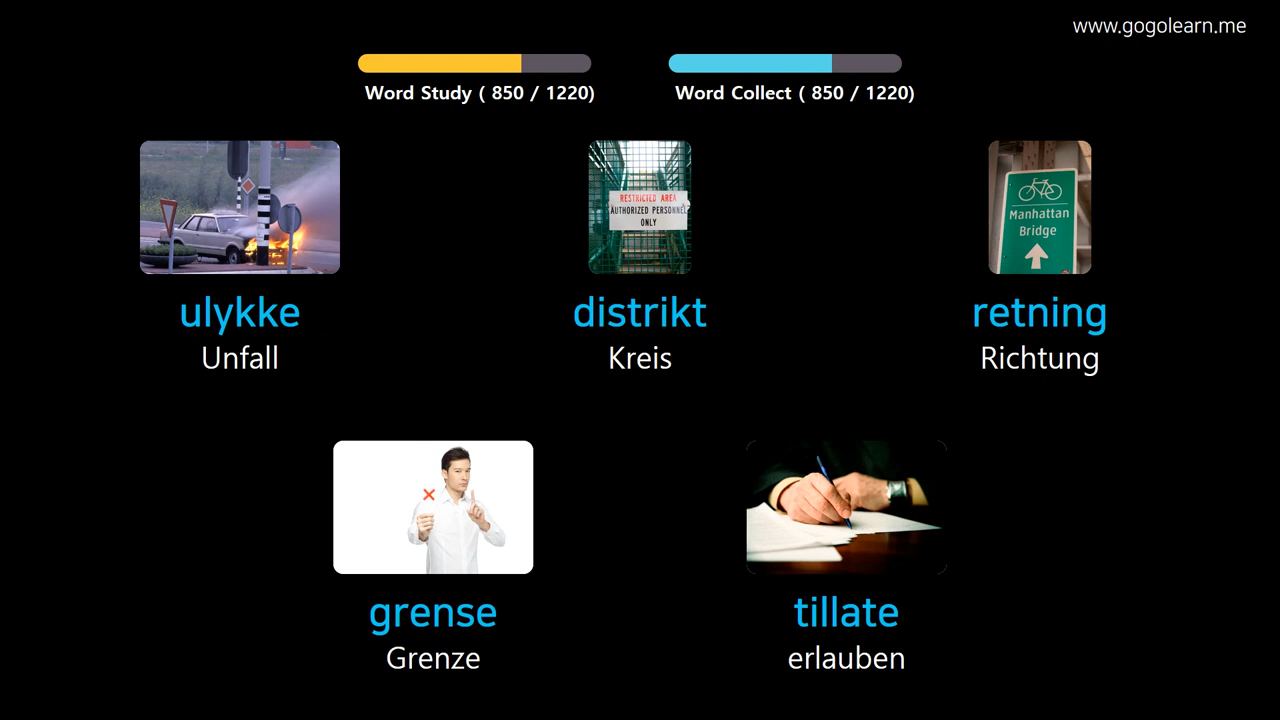 www.gogolearn.me
Word Study ( 850 / 1220)
Word Collect ( 850 / 1220)
RESTRICTED AREA
AUTHORIZED PERSONNEL
ONLY
Manhattan
Bridge
ulykke
distrikt
retning
Unfall
Kreis
Richtung
grense
tillate
Grenze
erlauben